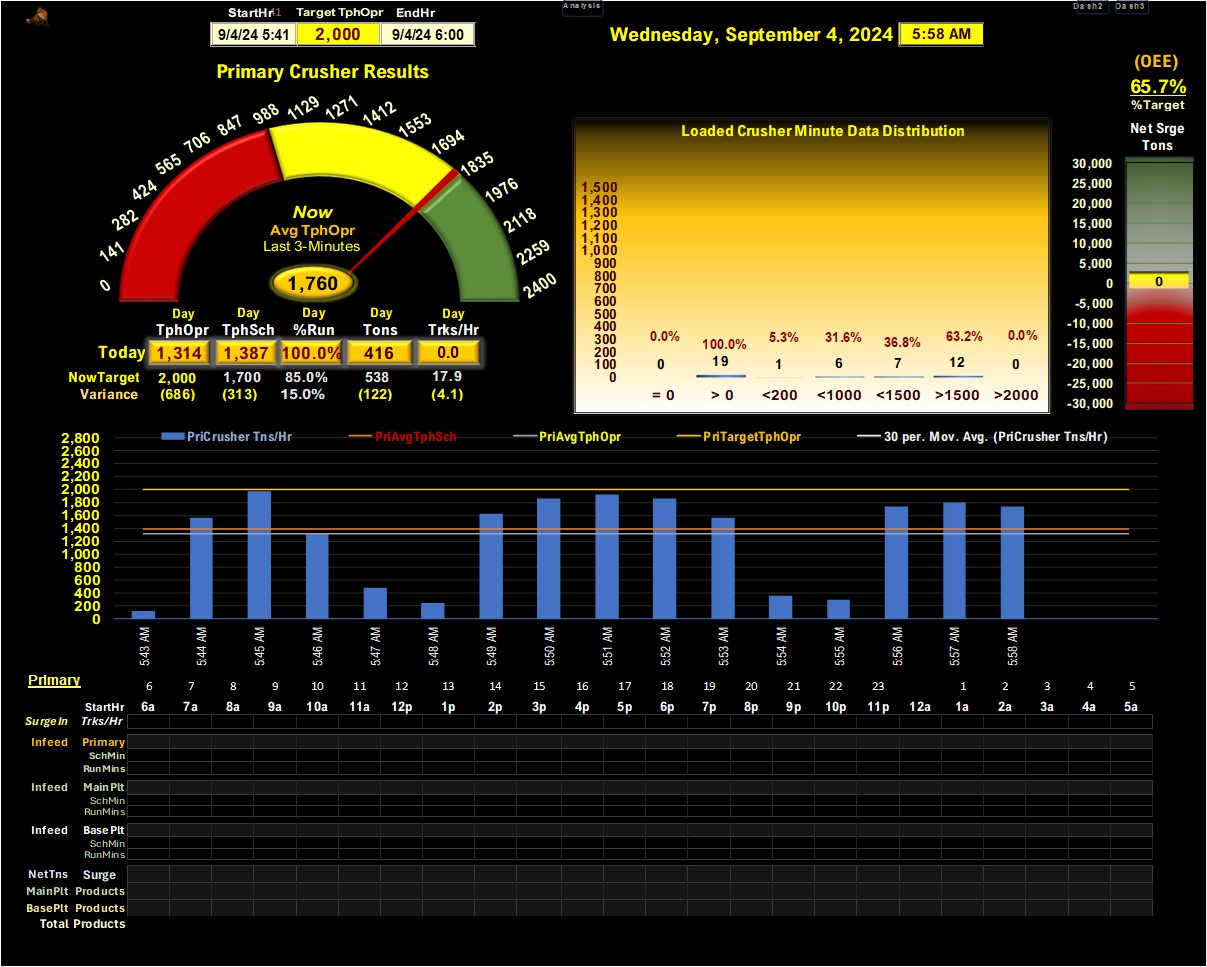 StartHr41 Target TphOpr EndHr
Analysis
Dash2 Dash3
9/4/24 5:41 2,000 9/4/24 6:00
Wednesday, September 4, 2024 5:58 AM
Primary Crusher Results
(OEE)
65.7%
%Target
Net Srge
Tons
0 141 282 424 565 706 847 988 1129 1271 1412 1553 1694 1835 1976 2118 2259 2400
Now
Avg TphOpr
Last 3-Minutes
1,760
Day Day Day Day Day
TphOpr TphSch %Run Tons Trks/Hr
Today 1,314 1,387 100.0% 416 0.0
NowTarget 2,000 1,700 85.0% 538 17.9
Variance (686) (313) 15.0% (122) (4.1)
Loaded Crusher Minute Data Distribution
1,500
1,400
1,300
1,200
1,100
1,000
900
800
700
600
500
400
300
200
100
0
0.0% 100.0% 5.3% 31.6% 36.8% 63.2% 0.0%
0 19 1 6 7 12 0
= 0 > 0 <200 <1000 <1500 >1500 >2000
30,000
25,000
20,000
15,000
10,000
5,000
0
-5,000
-10,000
-15,000
-20,000
-25,000
-30,000
0
PriCrusher Tns/Hr PriAvgTphSch PriAvgTphOpr PriTargetTphOpr 30 per. Mov. Avg. (PriCrusher Tns/Hr)
2,800
2,600
2,400
2,200
2,000
1,800
1,600
1,400
1,200
1,000
800
600
400
200
0
5:43 AM 5:44 AM 5:45 AM 5:46 AM 5:47 AM 5:48 AM 5:49 AM 5:50 AM 5:51 AM 5:52 AM 5:53 AM 5:54 AM 5:55 AM 5:56 AM 5:57 AM 5:58 AM
Primary
6 7 8 9 10 11 12 13 14 15 16 17 18 19 20 21 22 23 1 2 3 4 5
StartHr 6a 7a 8a 9a 10a 11a 12p 1p 2p 3p 4p 5p 6p 7p 8p 9p 10p 11p 12a 1a 2a 3a 4a 5a
SurgeIn Trks/Hr
Infeed Primary
SchMin
RunMins
Infeed Main Plt
SchMin
RunMins
Infeed Base Plt
SchMin
RunMins
NetTns Surge
MainPlt Products
BasePlt Products
Total Products